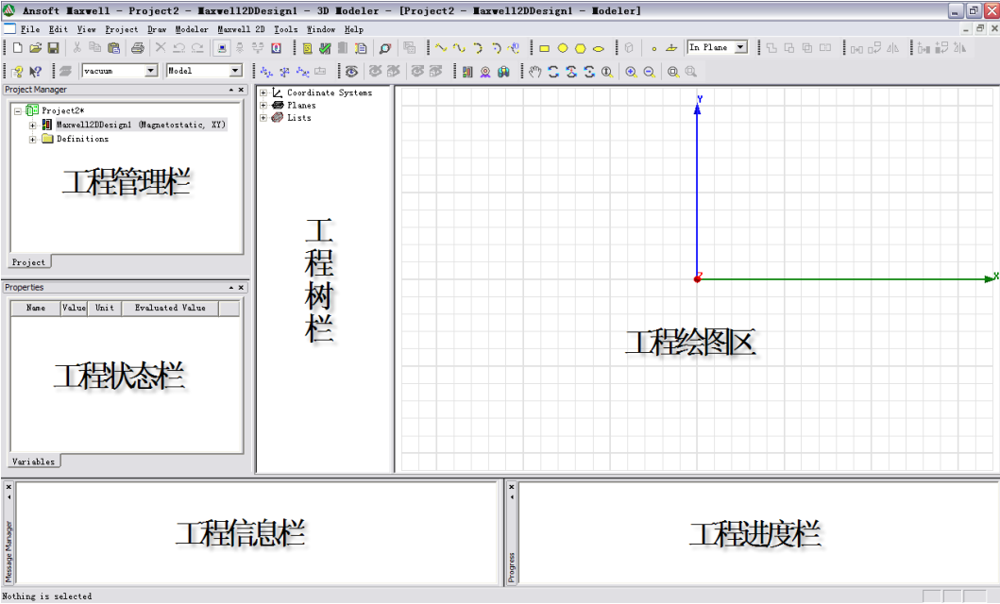 Ansoft Maxwell - Project2 - Maxwell2DDesign1 - 3D Modeler - [Project2 - Maxwell2DDesign1 - Modeler]
File Edit View Project Draw Modeler Maxwell 2D Tools Window Help
In Plane
vacuum Model
Project Manager
Project2*
Maxwell2DDesign1 (Magnetostatic, XY)
Definitions
工程管理栏
Project
Properties
Name Value Unit Evaluated Value
工程状态栏
Variables
Coordinate Systems
Planes
Lists
工
程
树
栏
Y
Z
X
工程绘图区
Message Manager
工程信息栏
Progress
工程进度栏
Nothing is selected